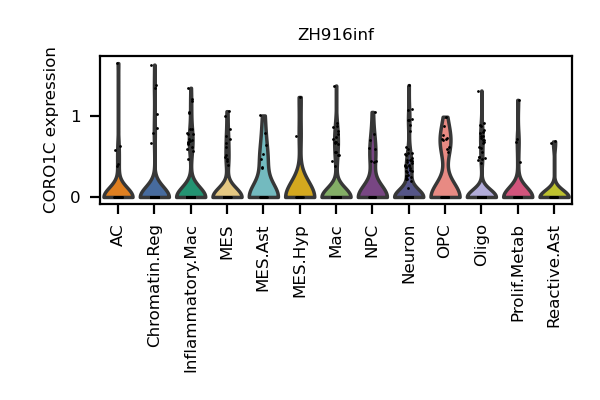 ZH916inf
CORO1C expression
1
0
AC
Chromatin.Reg
Inflammatory.Mac
MES
MES.Ast
MES.Hyp
Mac
NPC
Neuron
OPC
Oligo
Prolif.Metab
Reactive.Ast